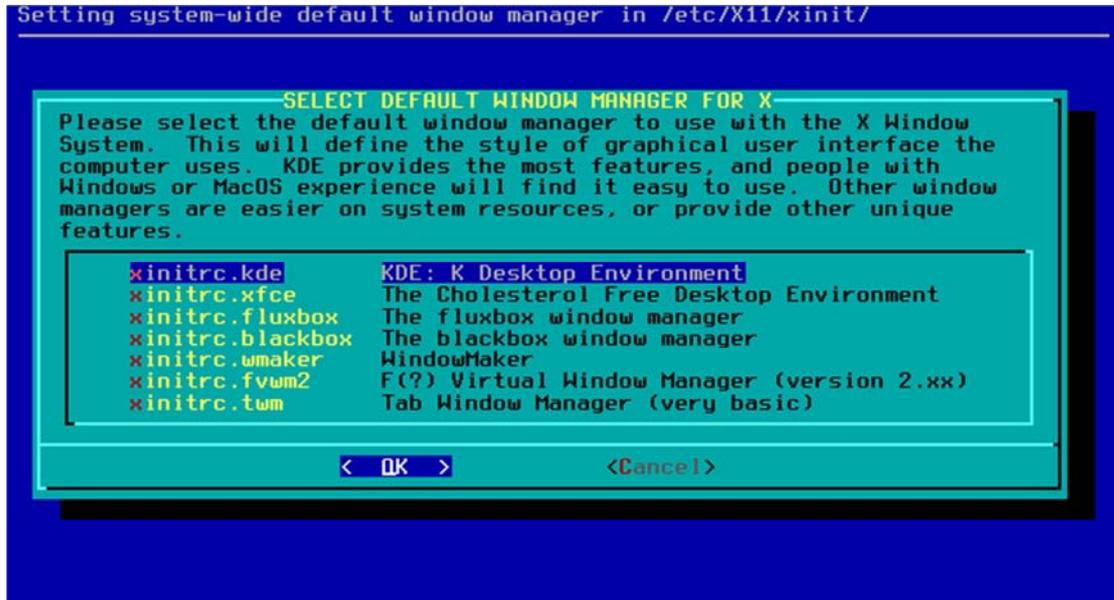 Setting system-wide default window manager in /etc/X11/xinit/
SELECT DEFAULT WINDOW MANAGER FOR X
Please select the default window manager to use with the X Window
System.  This will define the style of graphical user interface the
computer uses.  KDE provides the most features, and people with
Windows or MacOS experience will find it easy to use.  Other window
managers are easier on system resources, or provide other unique
features.
xinitrc.kde KDE: K Desktop Environment
xinitrc.xfce The Cholesterol Free Desktop Environment
xinitrc.fluxbox The fluxbox window manager
xinitrc.blackbox The blackbox window manager
xinitrc.wmaker WindowMaker
xinitrc.fvwm2 F(?) Virtual Window Manager (version 2.xx)
xinitrc.twm Tab Window Manager (very basic)
< OK > <Cancel>